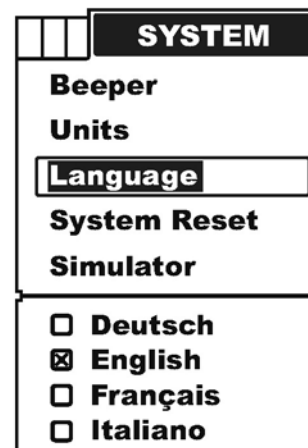 SYSTEM
Beeper
Units
Language
System Reset
Simulator
Deutsch
English
Français
Italiano